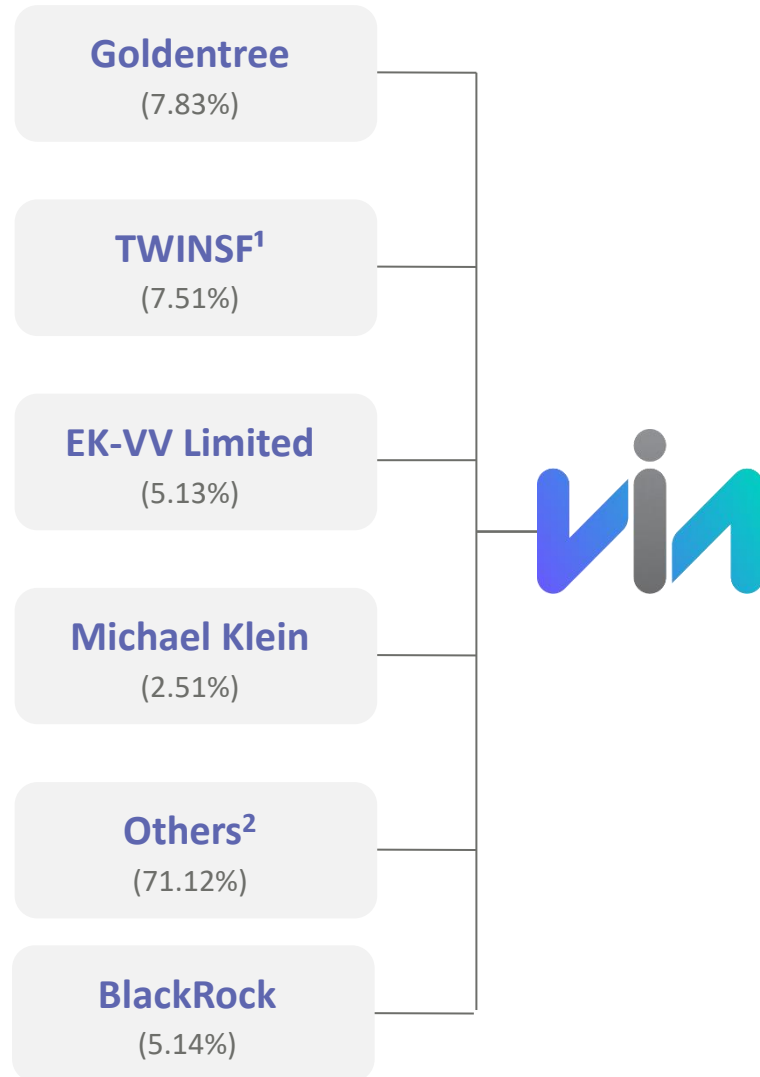 Goldentree
(7.83%)
TWINSF¹
(7.51%)
EK-VV Limited
(5.13%)
Michael Klein
(2.51%)
Others²
(71.12%)
BlackRock
(5.14%)